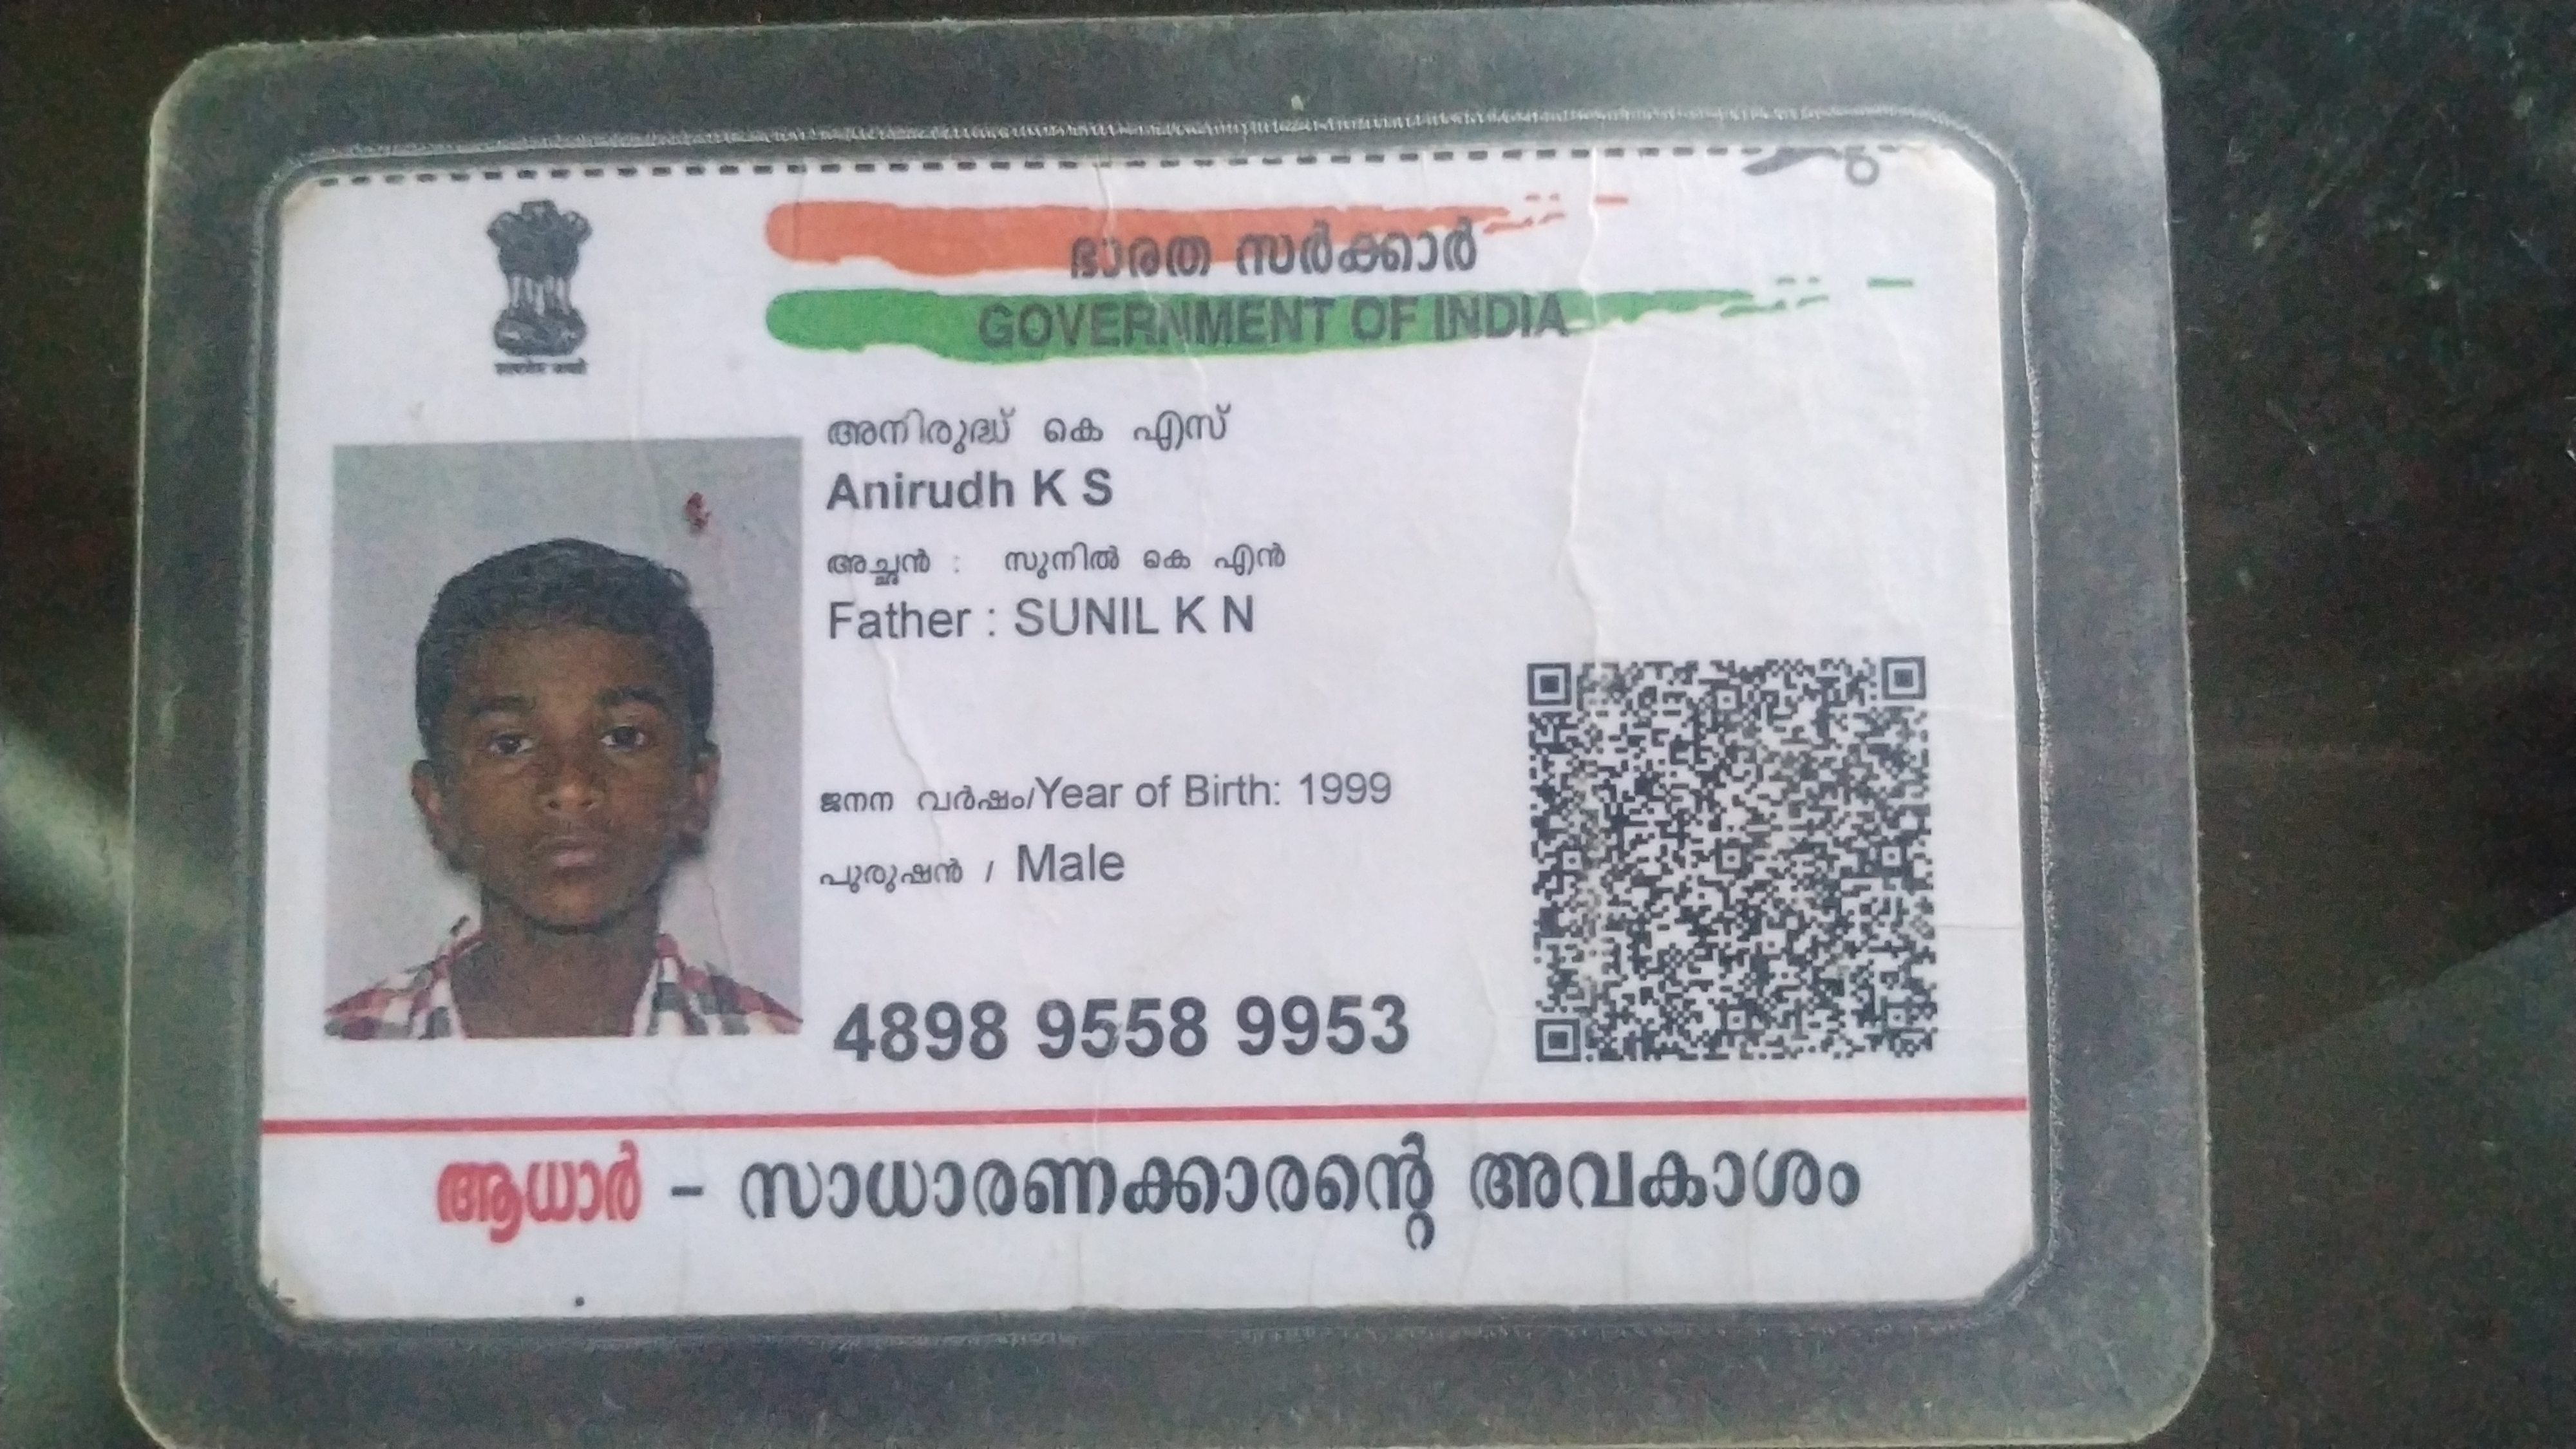 ഭാരത സർക്കാർ
GOVERNMENT OF INDIA
അനിരുദ്ധ് കെ എസ്
Anirudh K S
അച്ഛൻ : സുനിൽ കെ എൻ
Father : SUNIL K N
ജനന വർഷം/Year of Birth: 1999
പുരുഷൻ / Male
4898 9558 9953
ആധാർ - സാധാരണക്കാരന്റെ അവകാശം